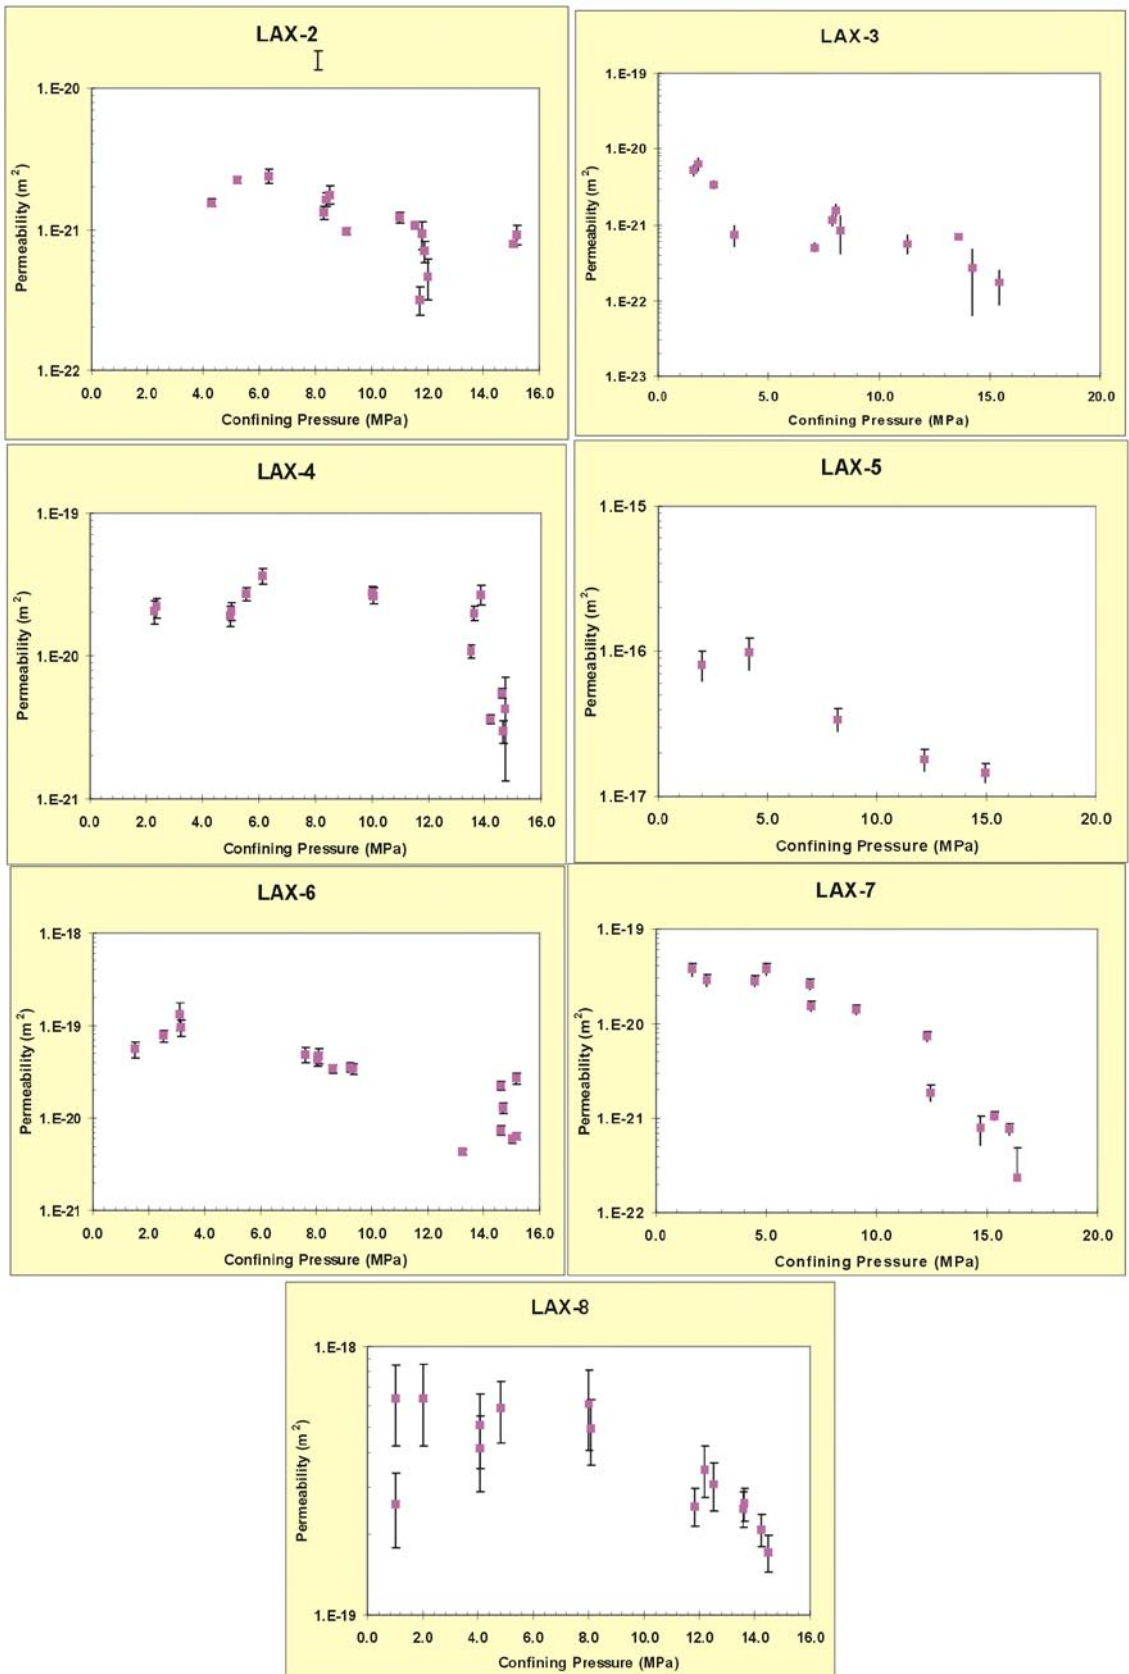 LAX-2
1.E-20
1.E-21
1.E-22
Permeability (m²)
0.0 2.0 4.0 6.0 8.0 10.0 12.0 14.0 16.0
Confining Pressure (MPa)
LAX-3
1.E-19
1.E-20
1.E-21
1.E-22
1.E-23
Permeability (m²)
0.0 5.0 10.0 15.0 20.0
Confining Pressure (MPa)
LAX-4
1.E-19
1.E-20
1.E-21
Permeability (m²)
0.0 2.0 4.0 6.0 8.0 10.0 12.0 14.0 16.0
Confining Pressure (MPa)
LAX-5
1.E-15
1.E-16
1.E-17
Permeability (m²)
0.0 5.0 10.0 15.0 20.0
Confining Pressure (MPa)
LAX-6
1.E-18
1.E-19
1.E-20
1.E-21
Permeability (m²)
0.0 2.0 4.0 6.0 8.0 10.0 12.0 14.0 16.0
Confining Pressure (MPa)
LAX-7
1.E-19
1.E-20
1.E-21
1.E-22
Permeability (m²)
0.0 5.0 10.0 15.0 20.0
Confining Pressure (MPa)
LAX-8
1.E-18
1.E-19
Permeability (m²)
0.0 2.0 4.0 6.0 8.0 10.0 12.0 14.0 16.0
Confining Pressure (MPa)